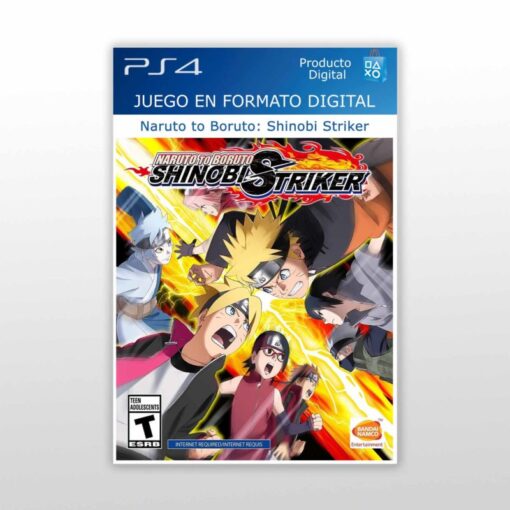 PS4
Producto
Digital
JUEGO EN FORMATO DIGITAL
Naruto to Boruto: Shinobi Striker
NARUTO TO BORUTO
SHINOBI STRIKER
TEEN
ADOLESCENTS
T
ESRB
INTERNET REQUIRED/INTERNET REQUIS
BANDAI
NAMCO
Entertainment